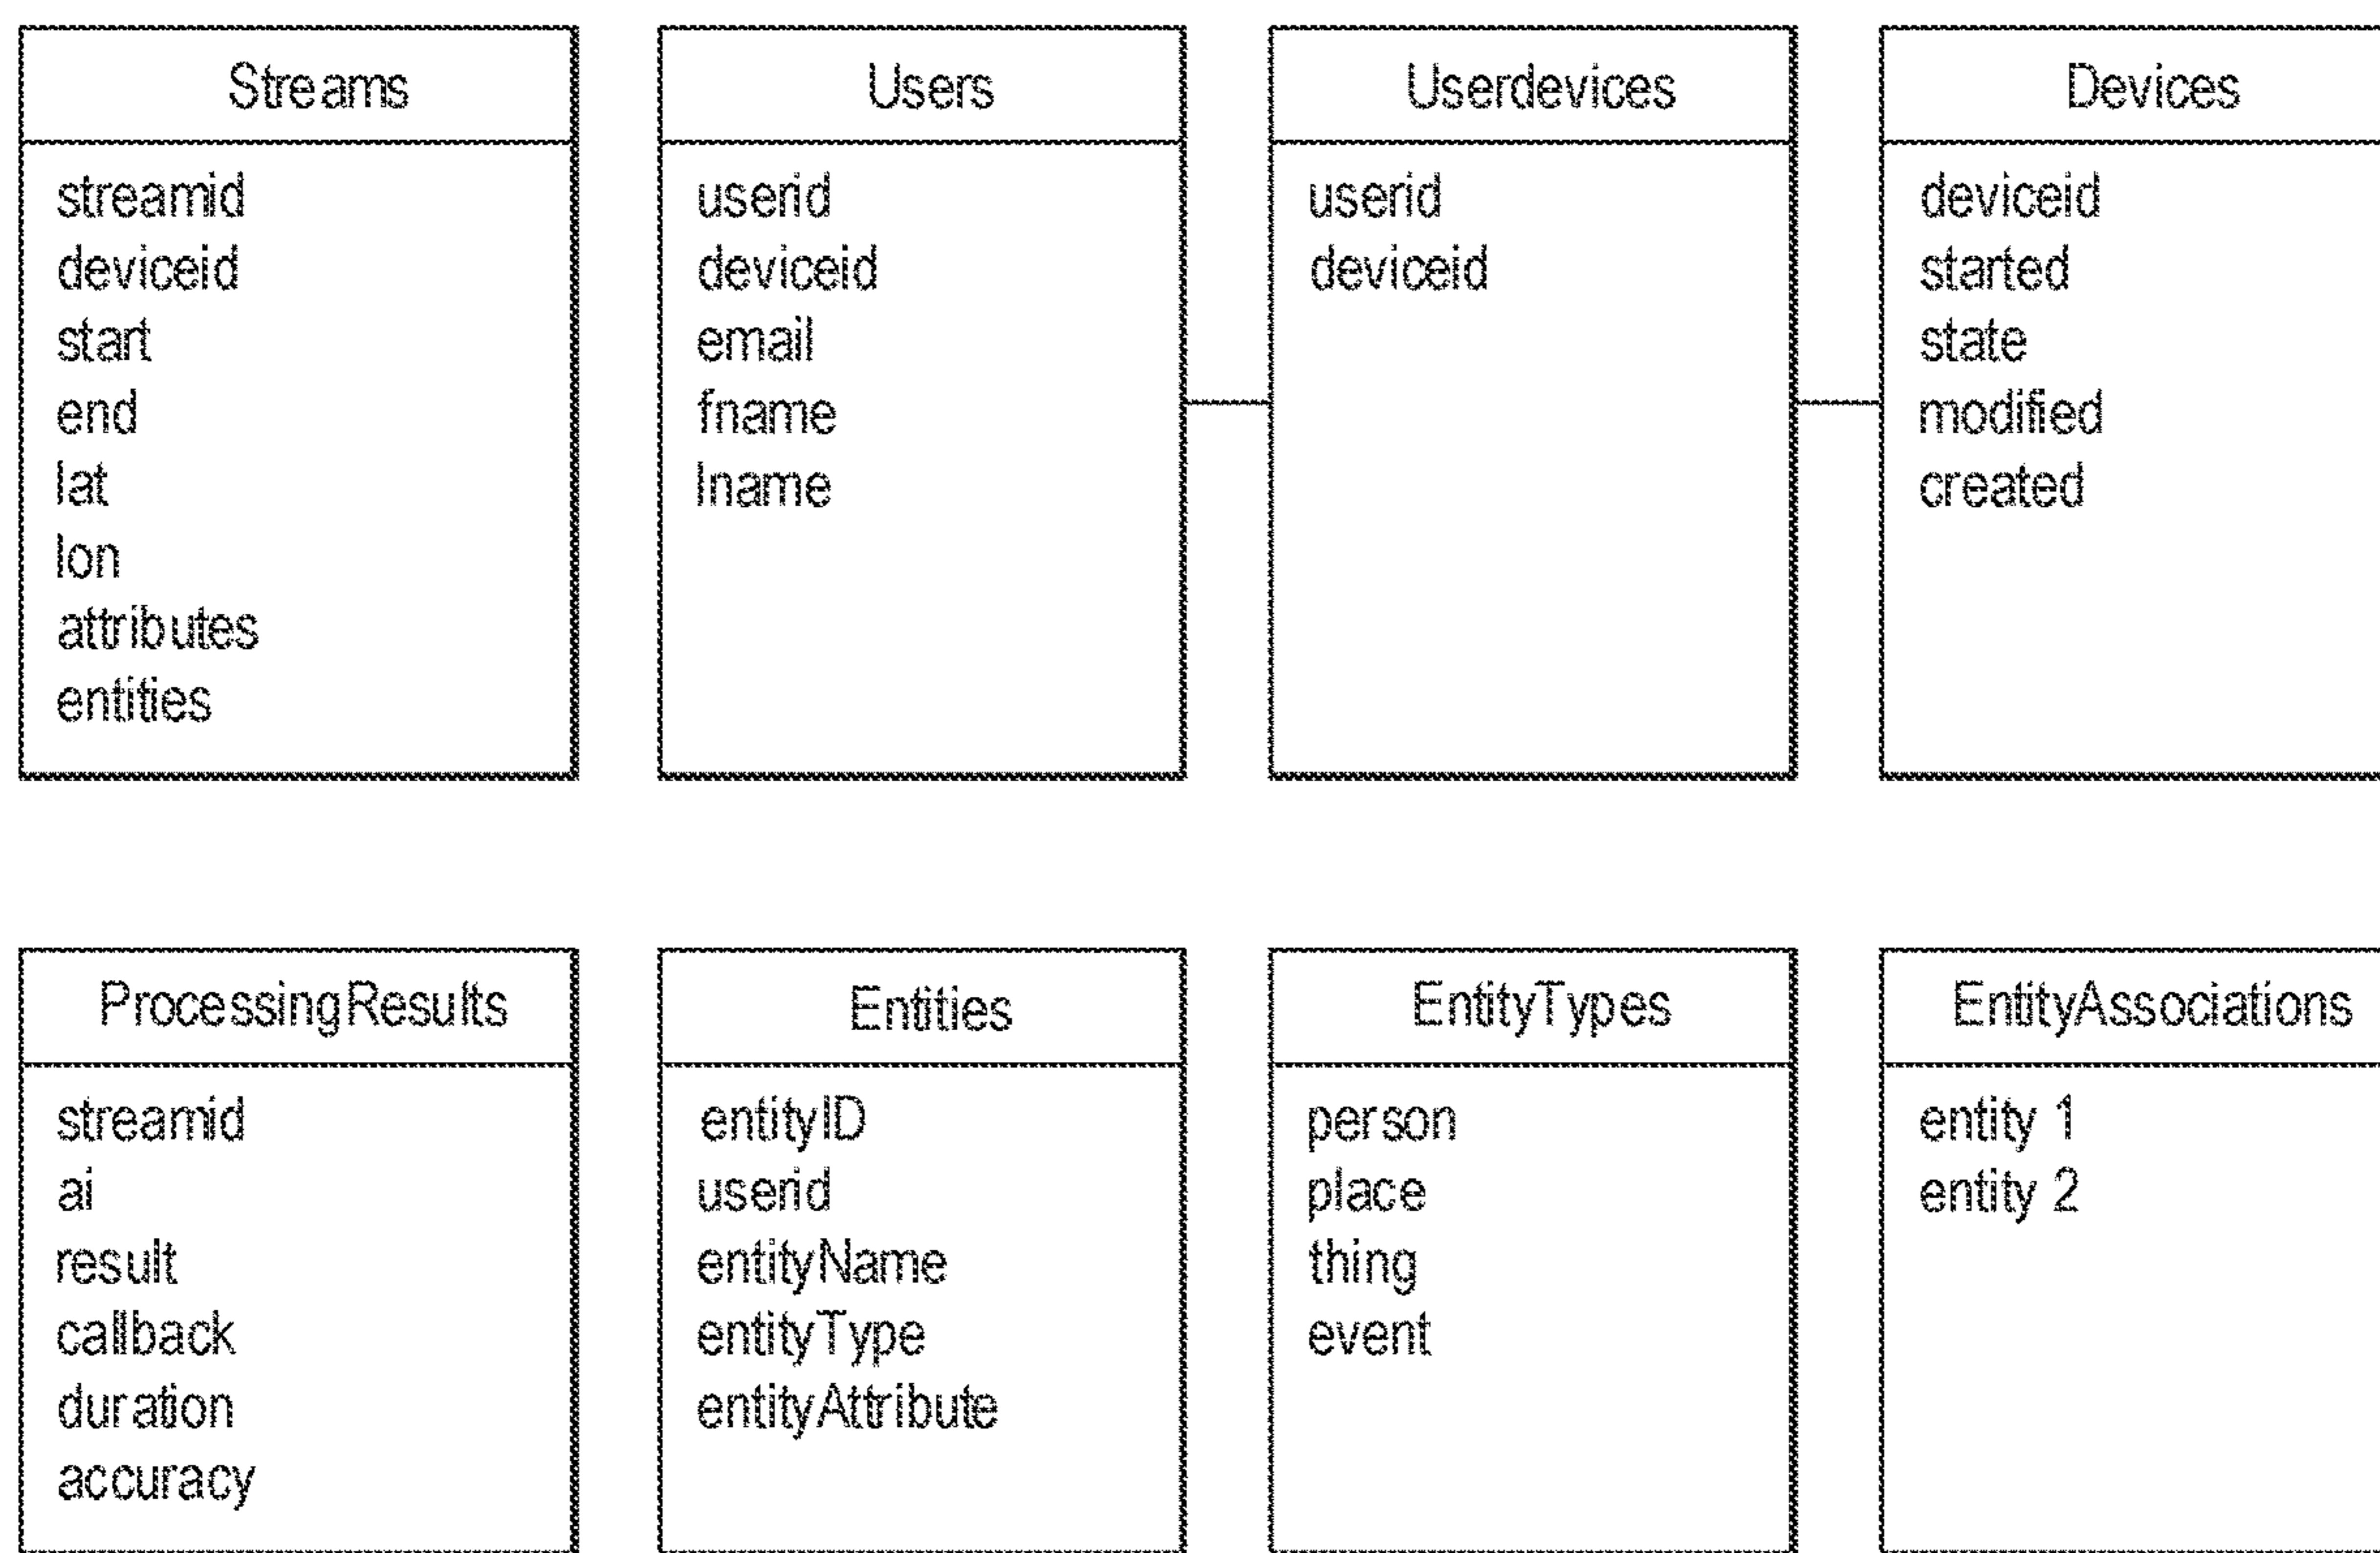 Streams
streamid
deviceid
start
end
lat
lon
attributes
entities
Users
userid
deviceid
email
fname
lname
Userdevices
userid
deviceid
Devices
deviceid
started
state
modified
created
ProcessingResults
streamid
ai
result
callback
duration
accuracy
Entities
entityID
userid
entityName
entityType
entityAttribute
EntityTypes
person
place
thing
event
EntityAssociations
entity 1
entity 2